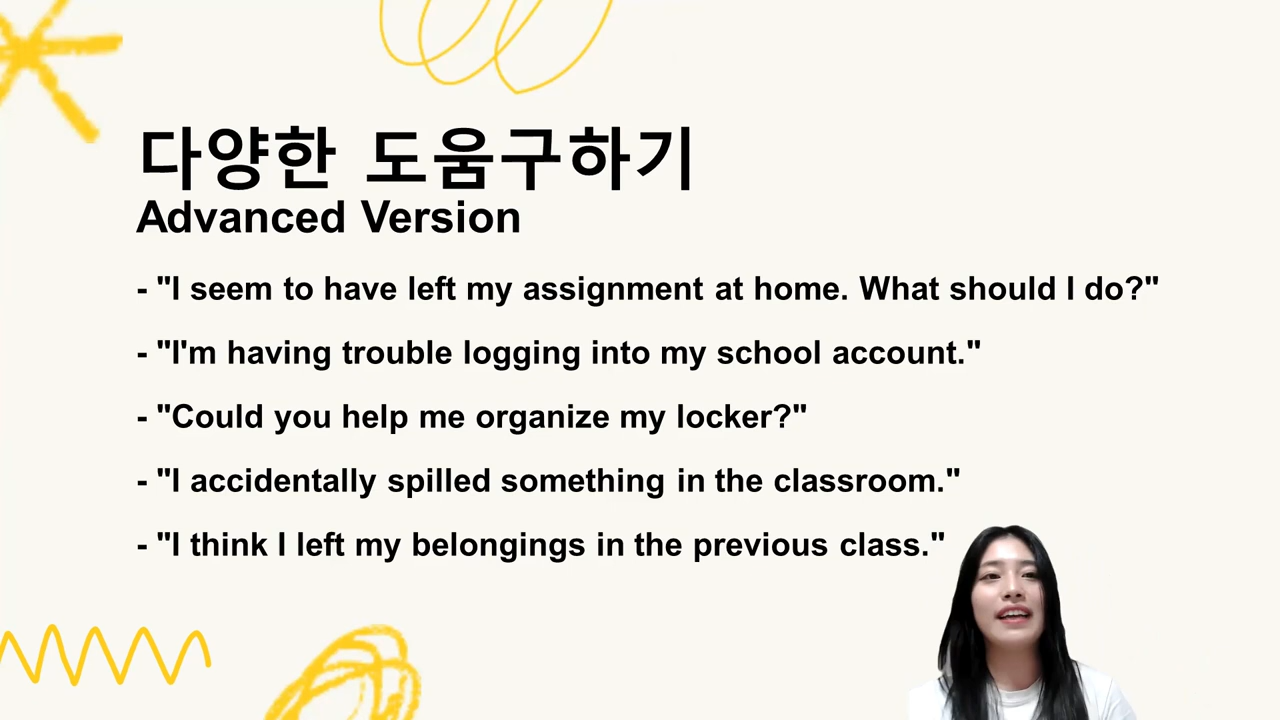 다양한 도움구하기
Advanced Version
- "I seem to have left my assignment at home. What should I do?"
- "I'm having trouble logging into my school account."
- "Could you help me organize my locker?"
- "I accidentally spilled something in the classroom."
- "I think I left my belongings in the previous class."